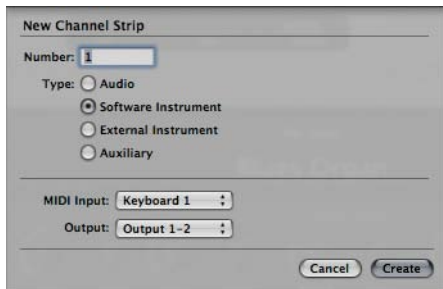 New Channel Strip
Number: 1
Type: Audio
Software Instrument
External Instrument
Auxiliary
MIDI Input: Keyboard 1
Output: Output 1-2
Cancel Create